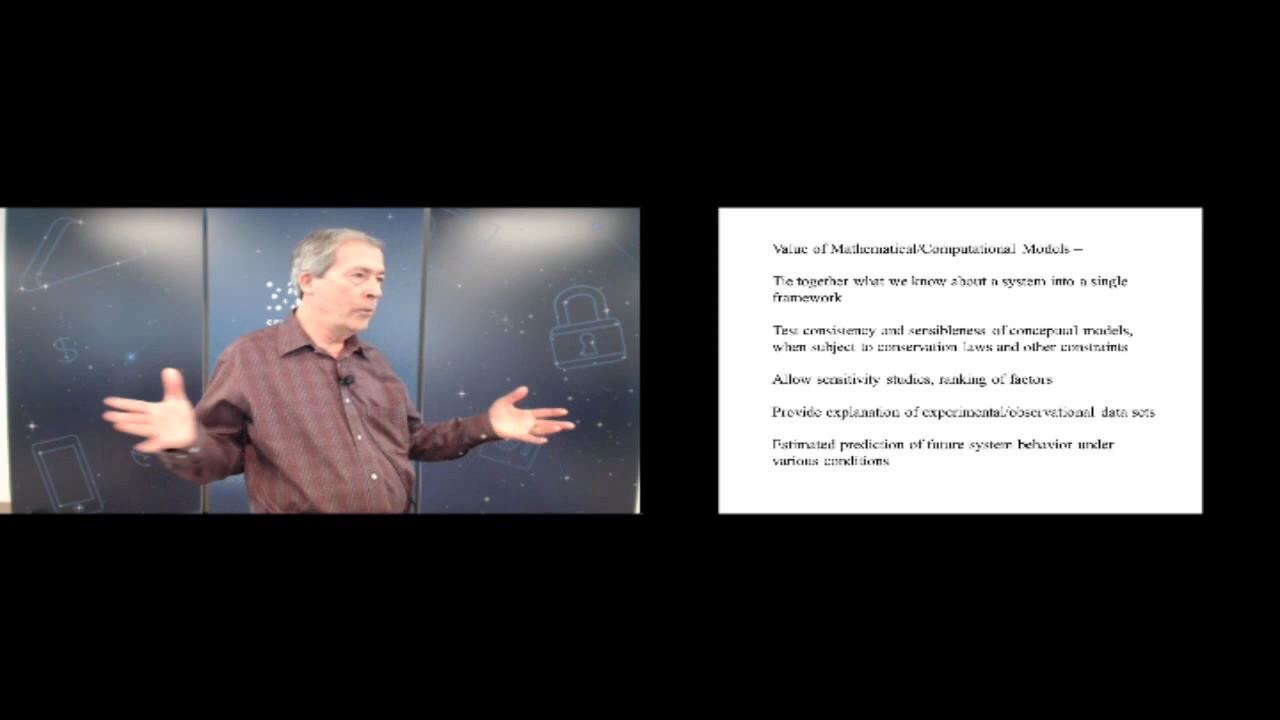 Value of Mathematical/Computational Models –
Tie together what we know about a system into a single
framework
Test consistency and sensibleness of conceptual models,
when subject to conservation laws and other constraints
Allow sensitivity studies, ranking of factors
Provide explanation of experimental/observational data sets
Estimated prediction of future system behavior under
various conditions
$